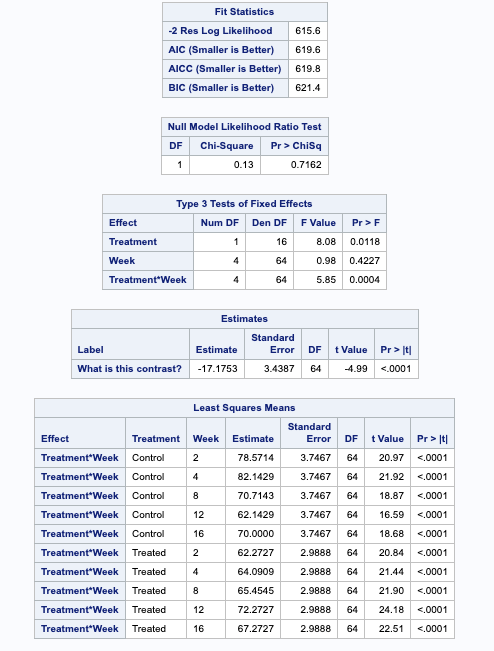 Fit Statistics
-2 Res Log Likelihood 615.6
AIC (Smaller is Better) 619.6
AICC (Smaller is Better) 619.8
BIC (Smaller is Better) 621.4
Null Model Likelihood Ratio Test
DF Chi-Square Pr > ChiSq
1 0.13 0.7162
Type 3 Tests of Fixed Effects
Effect Num DF Den DF F Value Pr > F
Treatment 1 16 8.08 0.0118
Week 4 64 0.98 0.4227
Treatment*Week 4 64 5.85 0.0004
Estimates
Label Estimate Standard Error DF t Value Pr > |t|
What is this contrast? -17.1753 3.4387 64 -4.99 <.0001
Least Squares Means
Effect Treatment Week Estimate Standard Error DF t Value Pr > |t|
Treatment*Week Control 2 78.5714 3.7467 64 20.97 <.0001
Treatment*Week Control 4 82.1429 3.7467 64 21.92 <.0001
Treatment*Week Control 8 70.7143 3.7467 64 18.87 <.0001
Treatment*Week Control 12 62.1429 3.7467 64 16.59 <.0001
Treatment*Week Control 16 70.0000 3.7467 64 18.68 <.0001
Treatment*Week Treated 2 62.2727 2.9888 64 20.84 <.0001
Treatment*Week Treated 4 64.0909 2.9888 64 21.44 <.0001
Treatment*Week Treated 8 65.4545 2.9888 64 21.90 <.0001
Treatment*Week Treated 12 72.2727 2.9888 64 24.18 <.0001
Treatment*Week Treated 16 67.2727 2.9888 64 22.51 <.0001